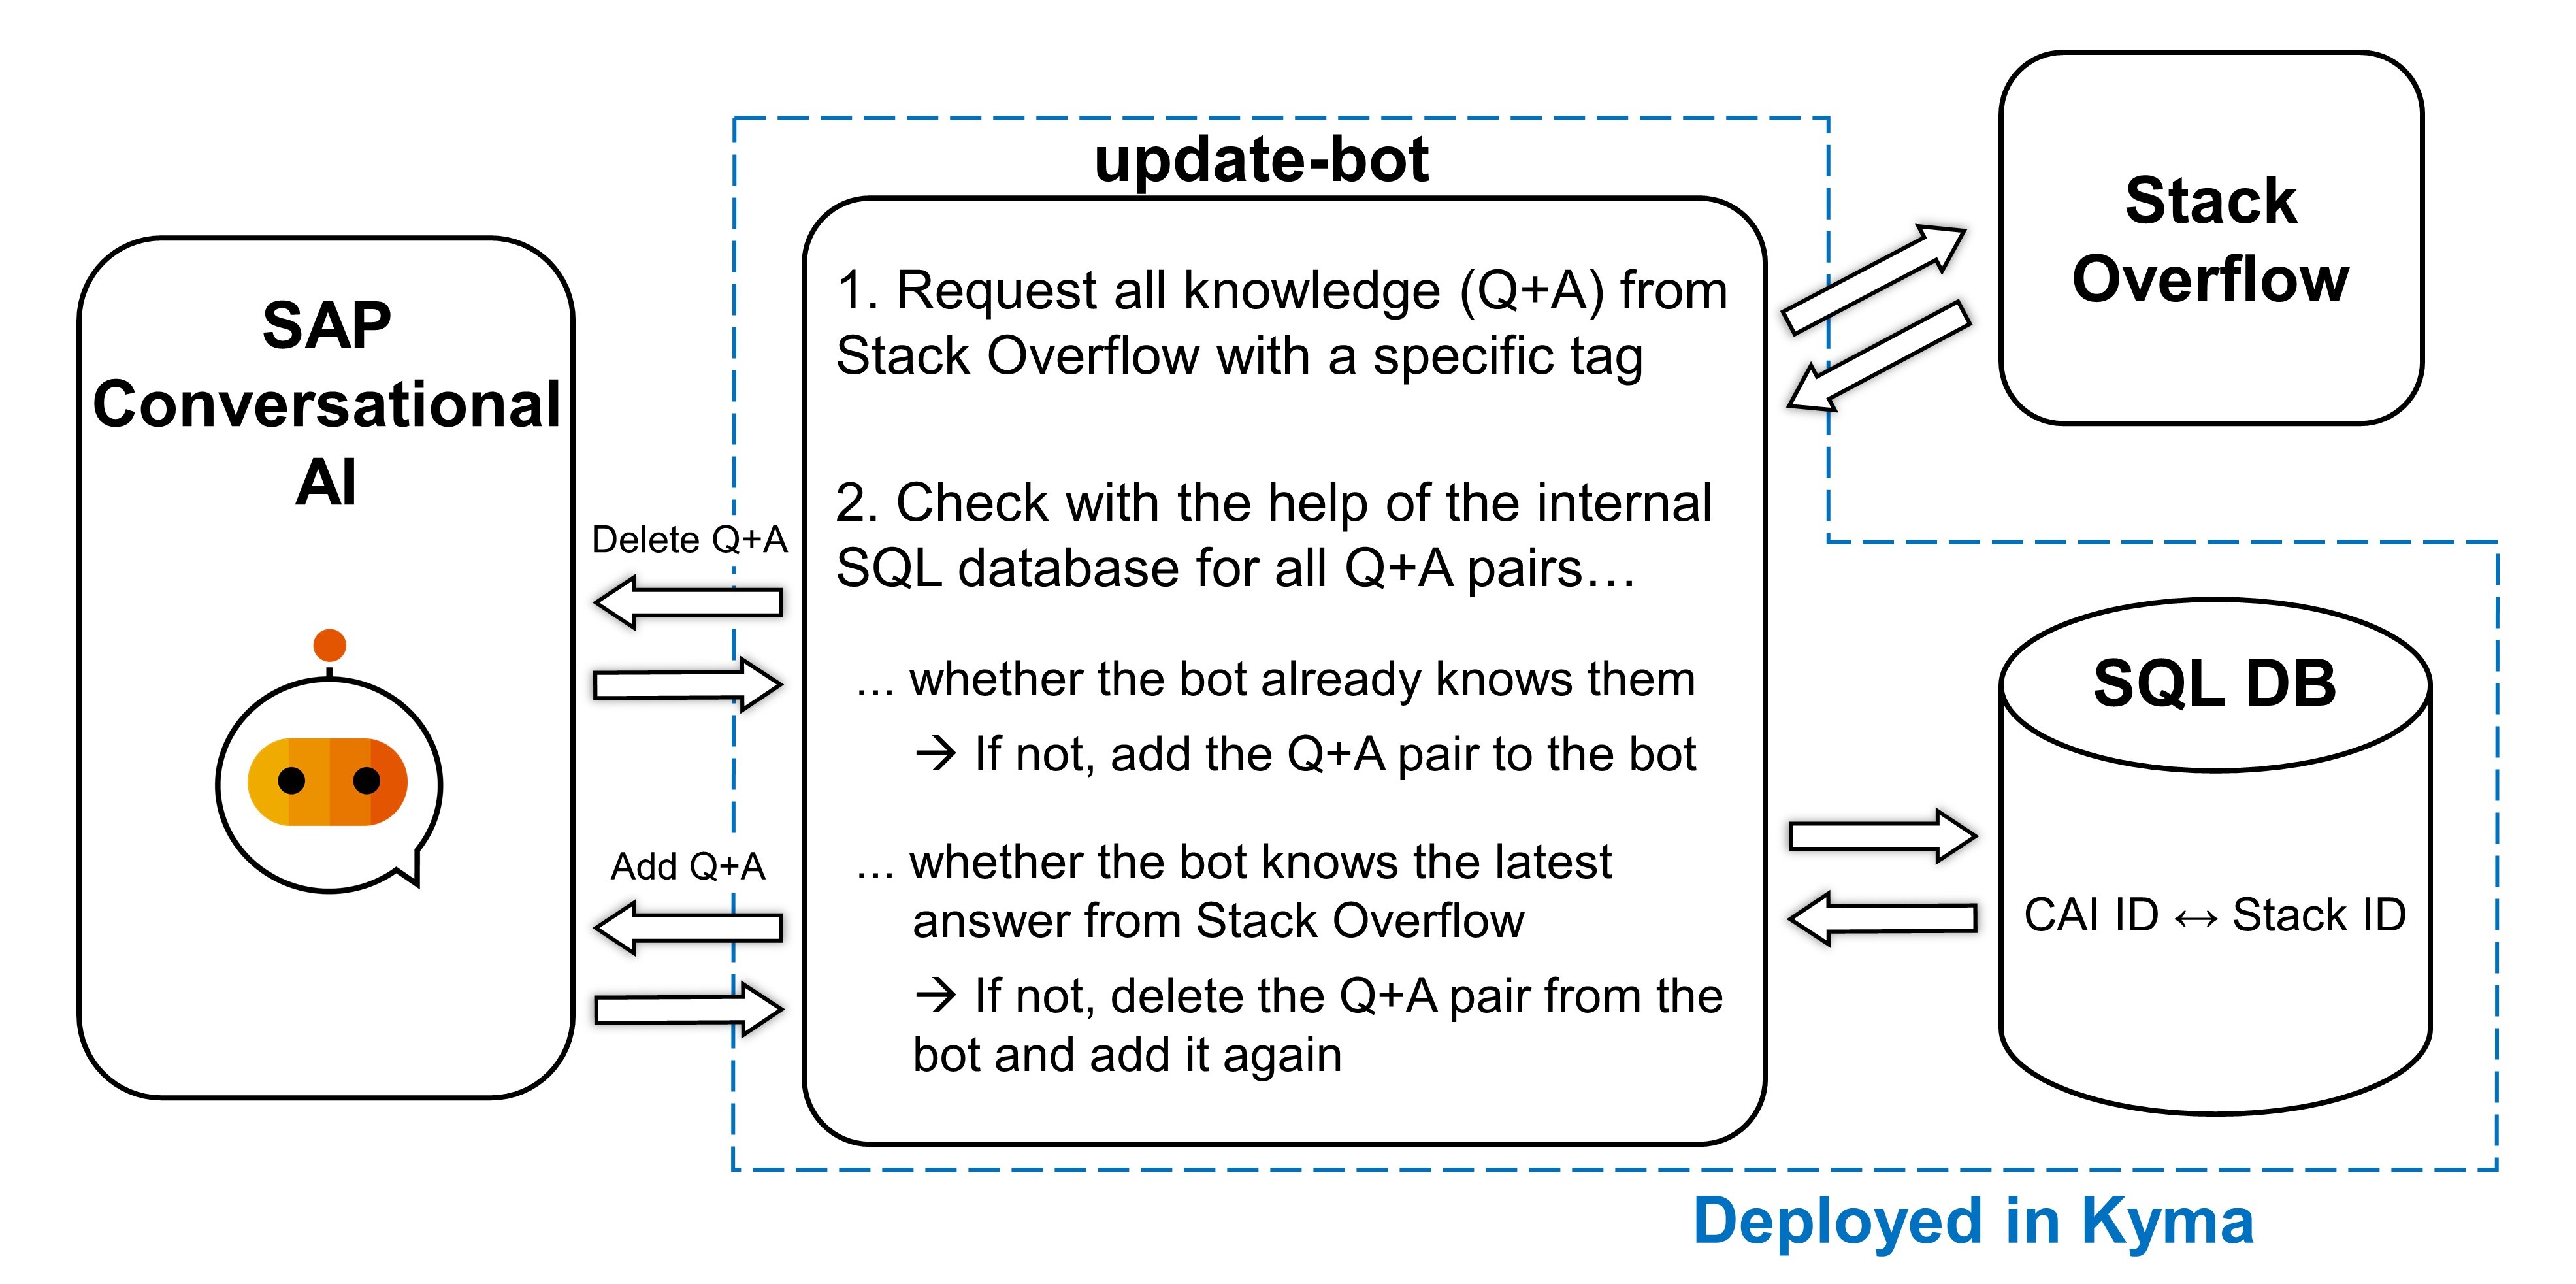 SAP
Conversational
AI
Delete Q+A
Add Q+A
update-bot
1. Request all knowledge (Q+A) from
Stack Overflow with a specific tag
2. Check with the help of the internal
SQL database for all Q+A pairs…
... whether the bot already knows them
→ If not, add the Q+A pair to the bot
... whether the bot knows the latest
answer from Stack Overflow
→ If not, delete the Q+A pair from the
bot and add it again
Stack
Overflow
SQL DB
CAI ID ↔ Stack ID
Deployed in Kyma